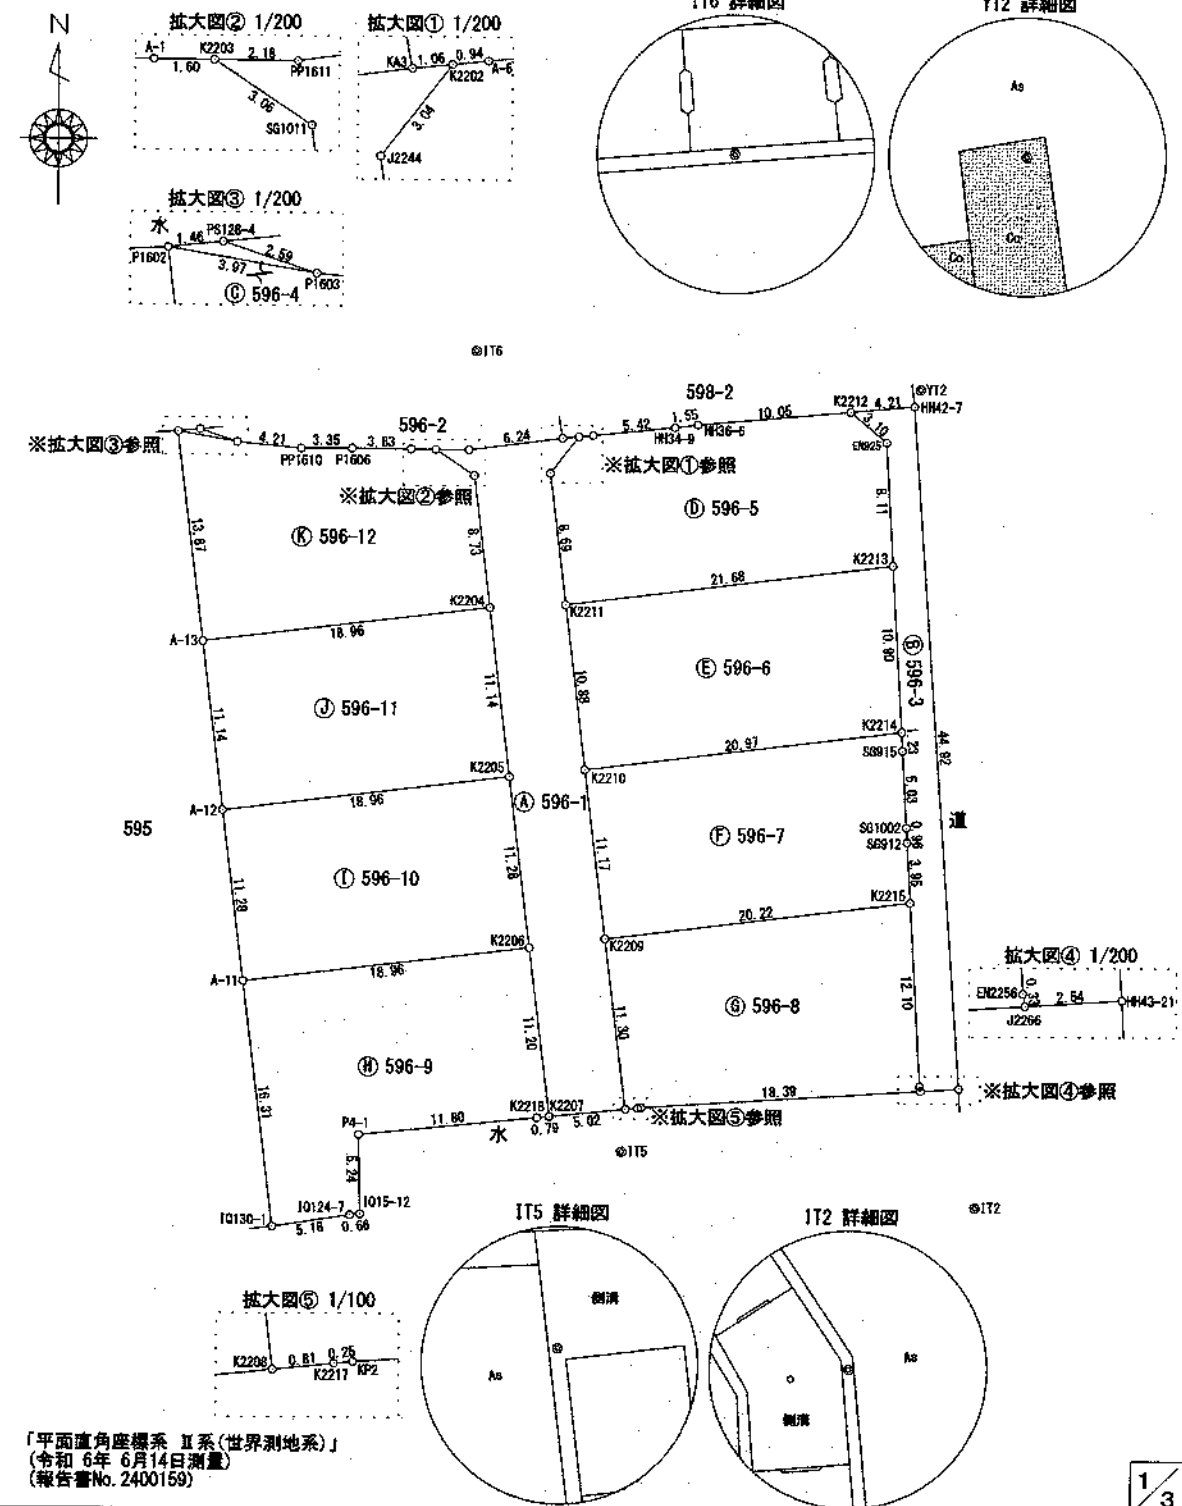 N
拡大図② 1/200
A-1
K2203
2.18
1.60
PP1611
3.06
SG1011
拡大図① 1/200
KA3
1.06
0.94
K2202
A-6
3.04
J2244
拡大図③ 1/200
水
P1602
1.46
PS126-4
2.59
3.97
P1603
Ⓒ 596-4
IT6 詳細図
YT2 詳細図
As
Co
Co
IT6
598-2
596-2
K2212
4.21
YT2
HH42-7
※拡大図③参照
4.21
3.35
3.83
6.24
5.42
1.55
10.05
3.10
PP1610
P1606
HH34-9
HH36-6
EN925
※拡大図②参照
※拡大図①参照
13.87
Ⓚ 596-12
8.73
8.69
Ⓓ 596-5
8.11
K2204
K2211
21.68
K2213
A-13
18.96
11.14
Ⓙ 596-11
11.14
10.88
Ⓔ 596-6
10.90
Ⓑ 596-3
K2214
1.23
SG915
44.92
K2205
K2210
20.97
A-12
18.96
Ⓐ 596-1
595
5.03
SG1002
0.96
SG912
3.95
道
11.28
Ⓘ 596-10
11.28
11.17
Ⓕ 596-7
K2215
K2206
K2209
20.22
A-11
18.96
拡大図④ 1/200
EN2256
0.33
2.54
HH43-21
J2266
16.31
Ⓗ 596-9
11.20
11.30
Ⓖ 596-8
12.10
※拡大図④参照
18.39
※拡大図⑤参照
P4-1
11.80
K2218
K2207
0.79
5.02
水
IT5
5.24
IQ130-1
5.16
IQ124-7
0.66
IQ15-12
IT2
IT5 詳細図
側溝
As
IT2 詳細図
As
側溝
拡大図⑤ 1/100
K2208
0.81
0.25
K2217
KP2
「平面直角座標系 Ⅱ系(世界測地系)」
(令和 6年 6月14日測量)
(報告書No.2400159)
1/3